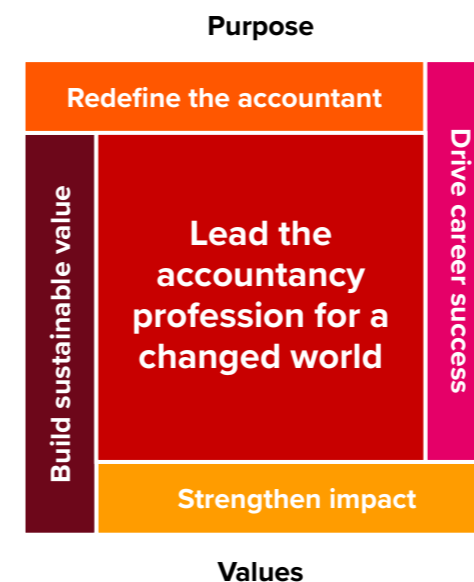 Purpose
Redefine the accountant
Drive career success
Build sustainable value
Lead the
accountancy
profession for a
changed world
Strengthen impact
Values